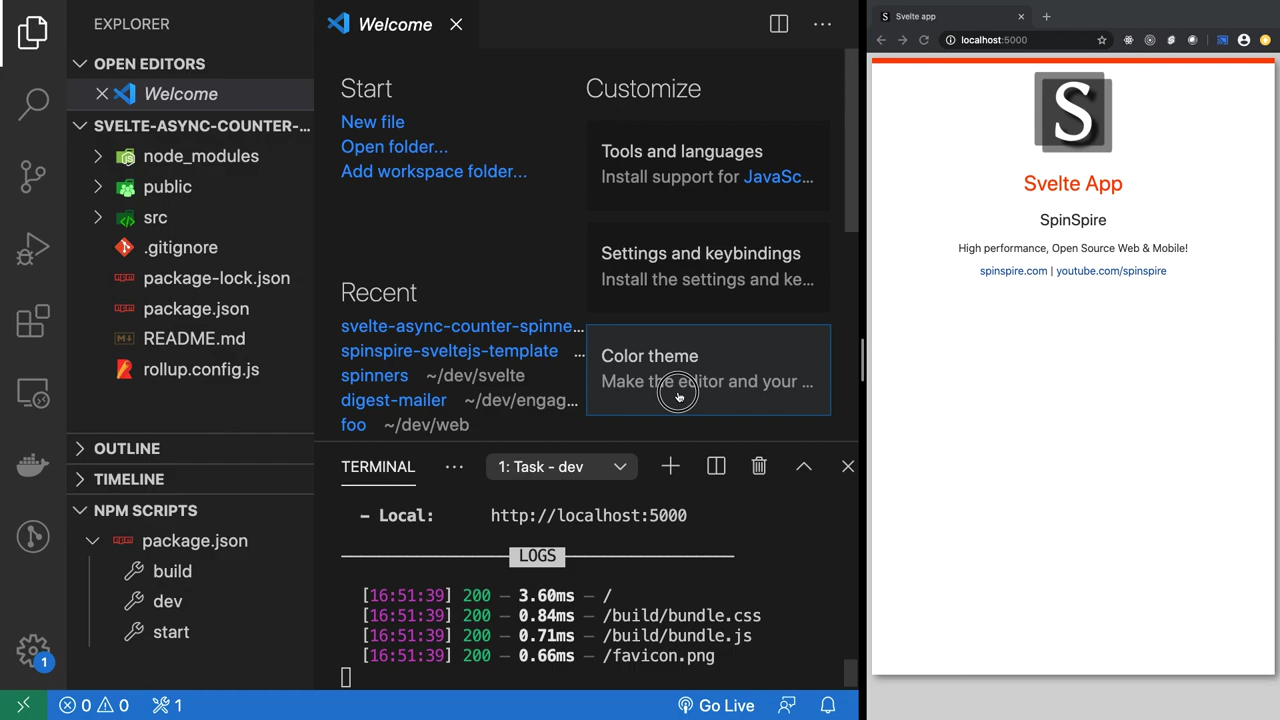 EXPLORER
OPEN EDITORS
Welcome
SVELTE-ASYNC-COUNTER-...
node_modules
public
src
.gitignore
package-lock.json
package.json
README.md
rollup.config.js
OUTLINE
TIMELINE
NPM SCRIPTS
package.json
build
dev
start
1
Welcome
Start
New file
Open folder...
Add workspace folder...
Recent
svelte-async-counter-spinne...
spinspire-sveltejs-template ...
spinners ~/dev/svelte
digest-mailer ~/dev/engag...
foo ~/dev/web
Customize
Tools and languages
Install support for JavaSc...
Settings and keybindings
Install the settings and ke...
Color theme
Make the editor and your ...
TERMINAL ... 1: Task - dev
– Local: http://localhost:5000
LOGS
[16:51:39] 200 — 3.60ms — /
[16:51:39] 200 — 0.84ms — /build/bundle.css
[16:51:39] 200 — 0.71ms — /build/bundle.js
[16:51:39] 200 — 0.66ms — /favicon.png
0 0 1 Go Live
Svelte app
localhost:5000
S
Svelte App
SpinSpire
High performance, Open Source Web & Mobile!
spinspire.com | youtube.com/spinspire